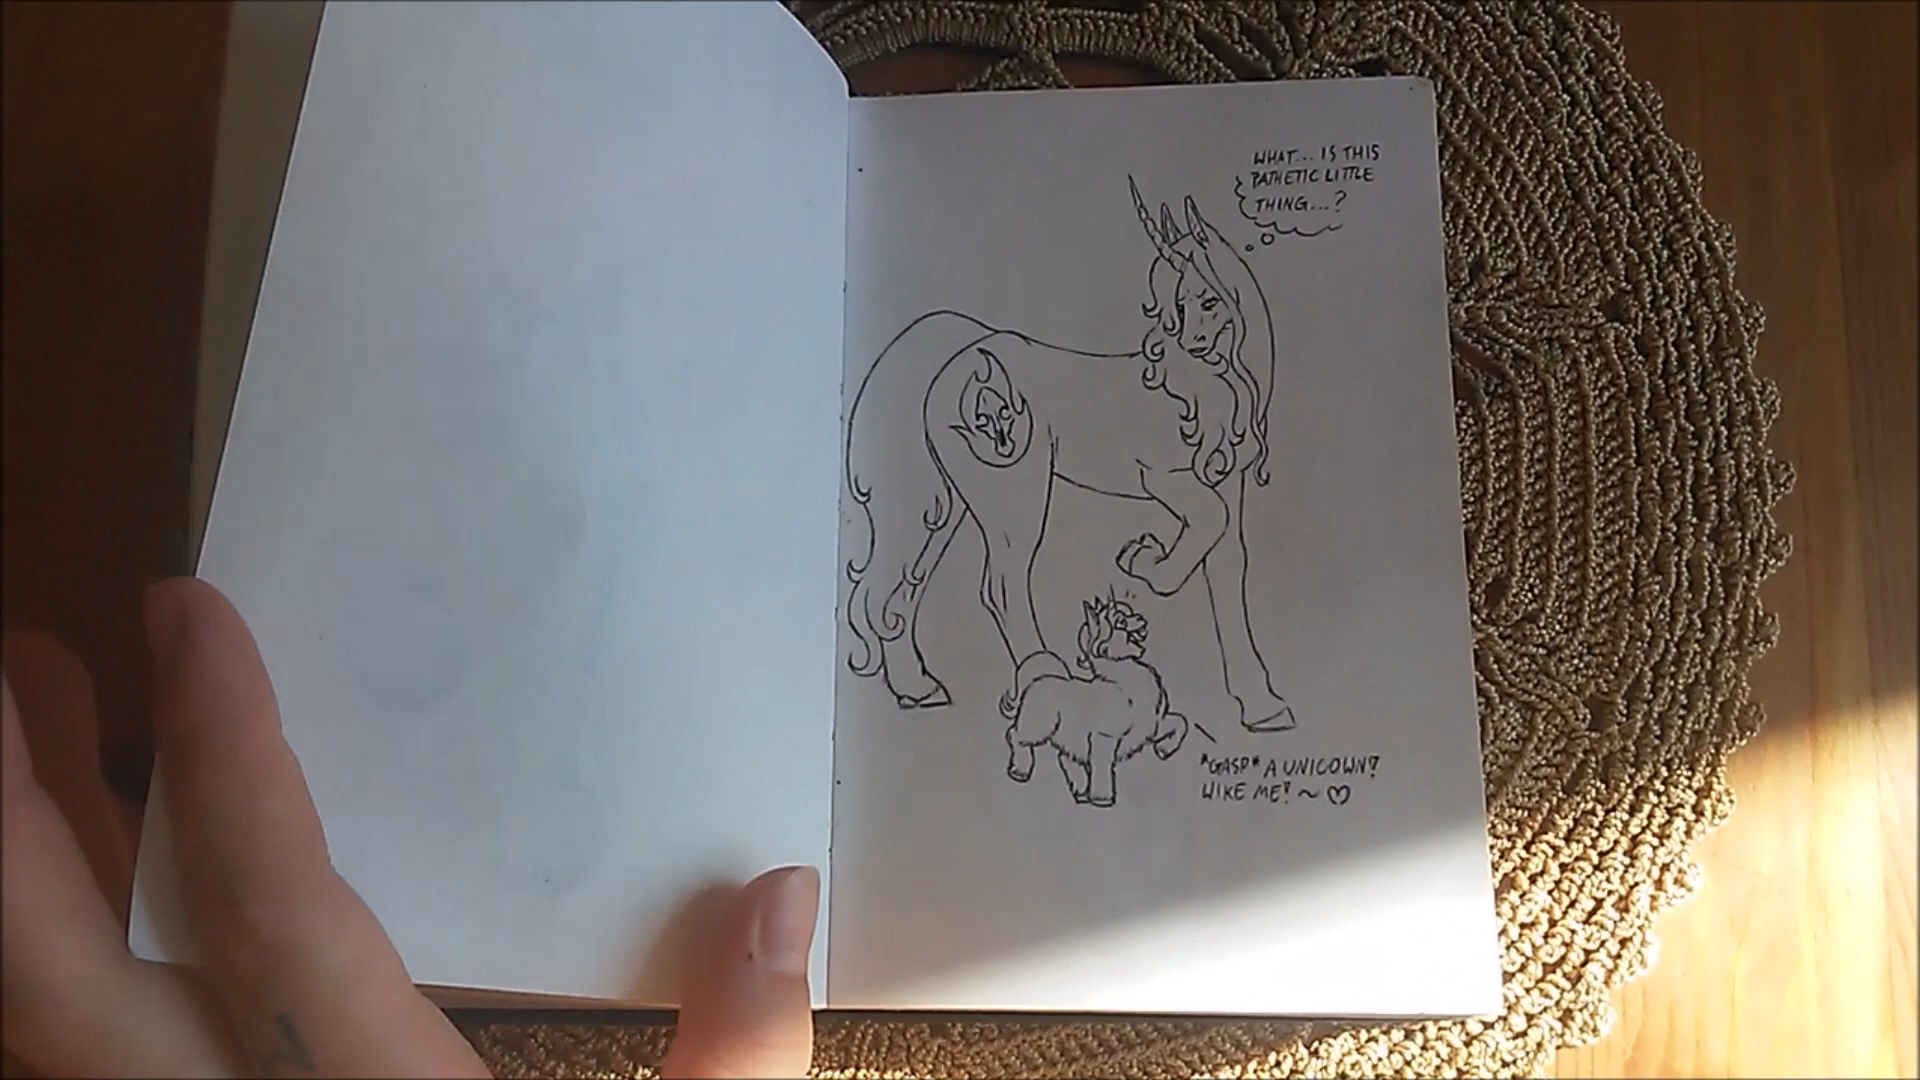 WHAT... IS THIS
PATHETIC LITTLE
THING...?
*GASP* A UNICOWN!
WIKE ME! ~ ♡